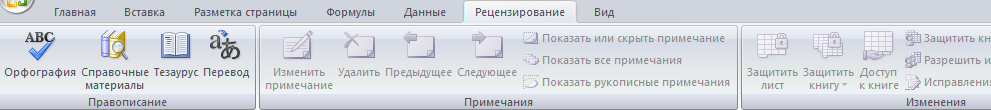 Главная Вставка Разметка страницы Формулы Данные Рецензирование Вид
ABC
Орфография Справочные материалы Тезаурус Перевод
Изменить примечание Удалить Предыдущее Следующее
Показать или скрыть примечание
Показать все примечания
Показать рукописные примечания
Защитить лист Защитить книгу Доступ к книге
Защитить
Разрешить
Исправления
Правописание Примечания Изменения